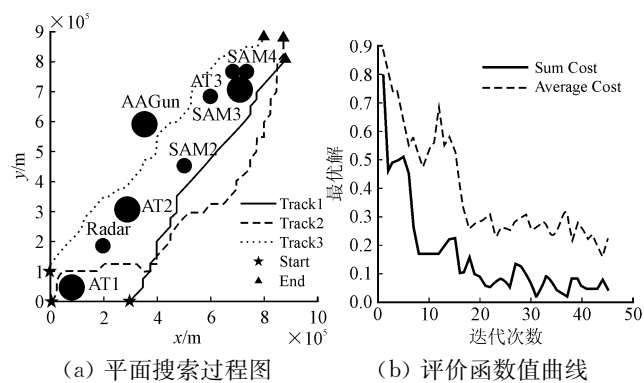 ×10⁵
9
8
7
6
5
4
3
2
1
0
y/m
SAM4
AT3
SAM3
AAGun
SAM2
AT2
Radar
AT1
Track1
Track2
Track3
Start
End
0 2 4 6 8 10
x/m
×10⁵
(a) 平面搜索过程图
0.9
0.8
0.7
0.6
0.5
0.4
0.3
0.2
0.1
0
最优解
Sum Cost
Average Cost
0 10 20 30 40 50
迭代次数
(b) 评价函数值曲线